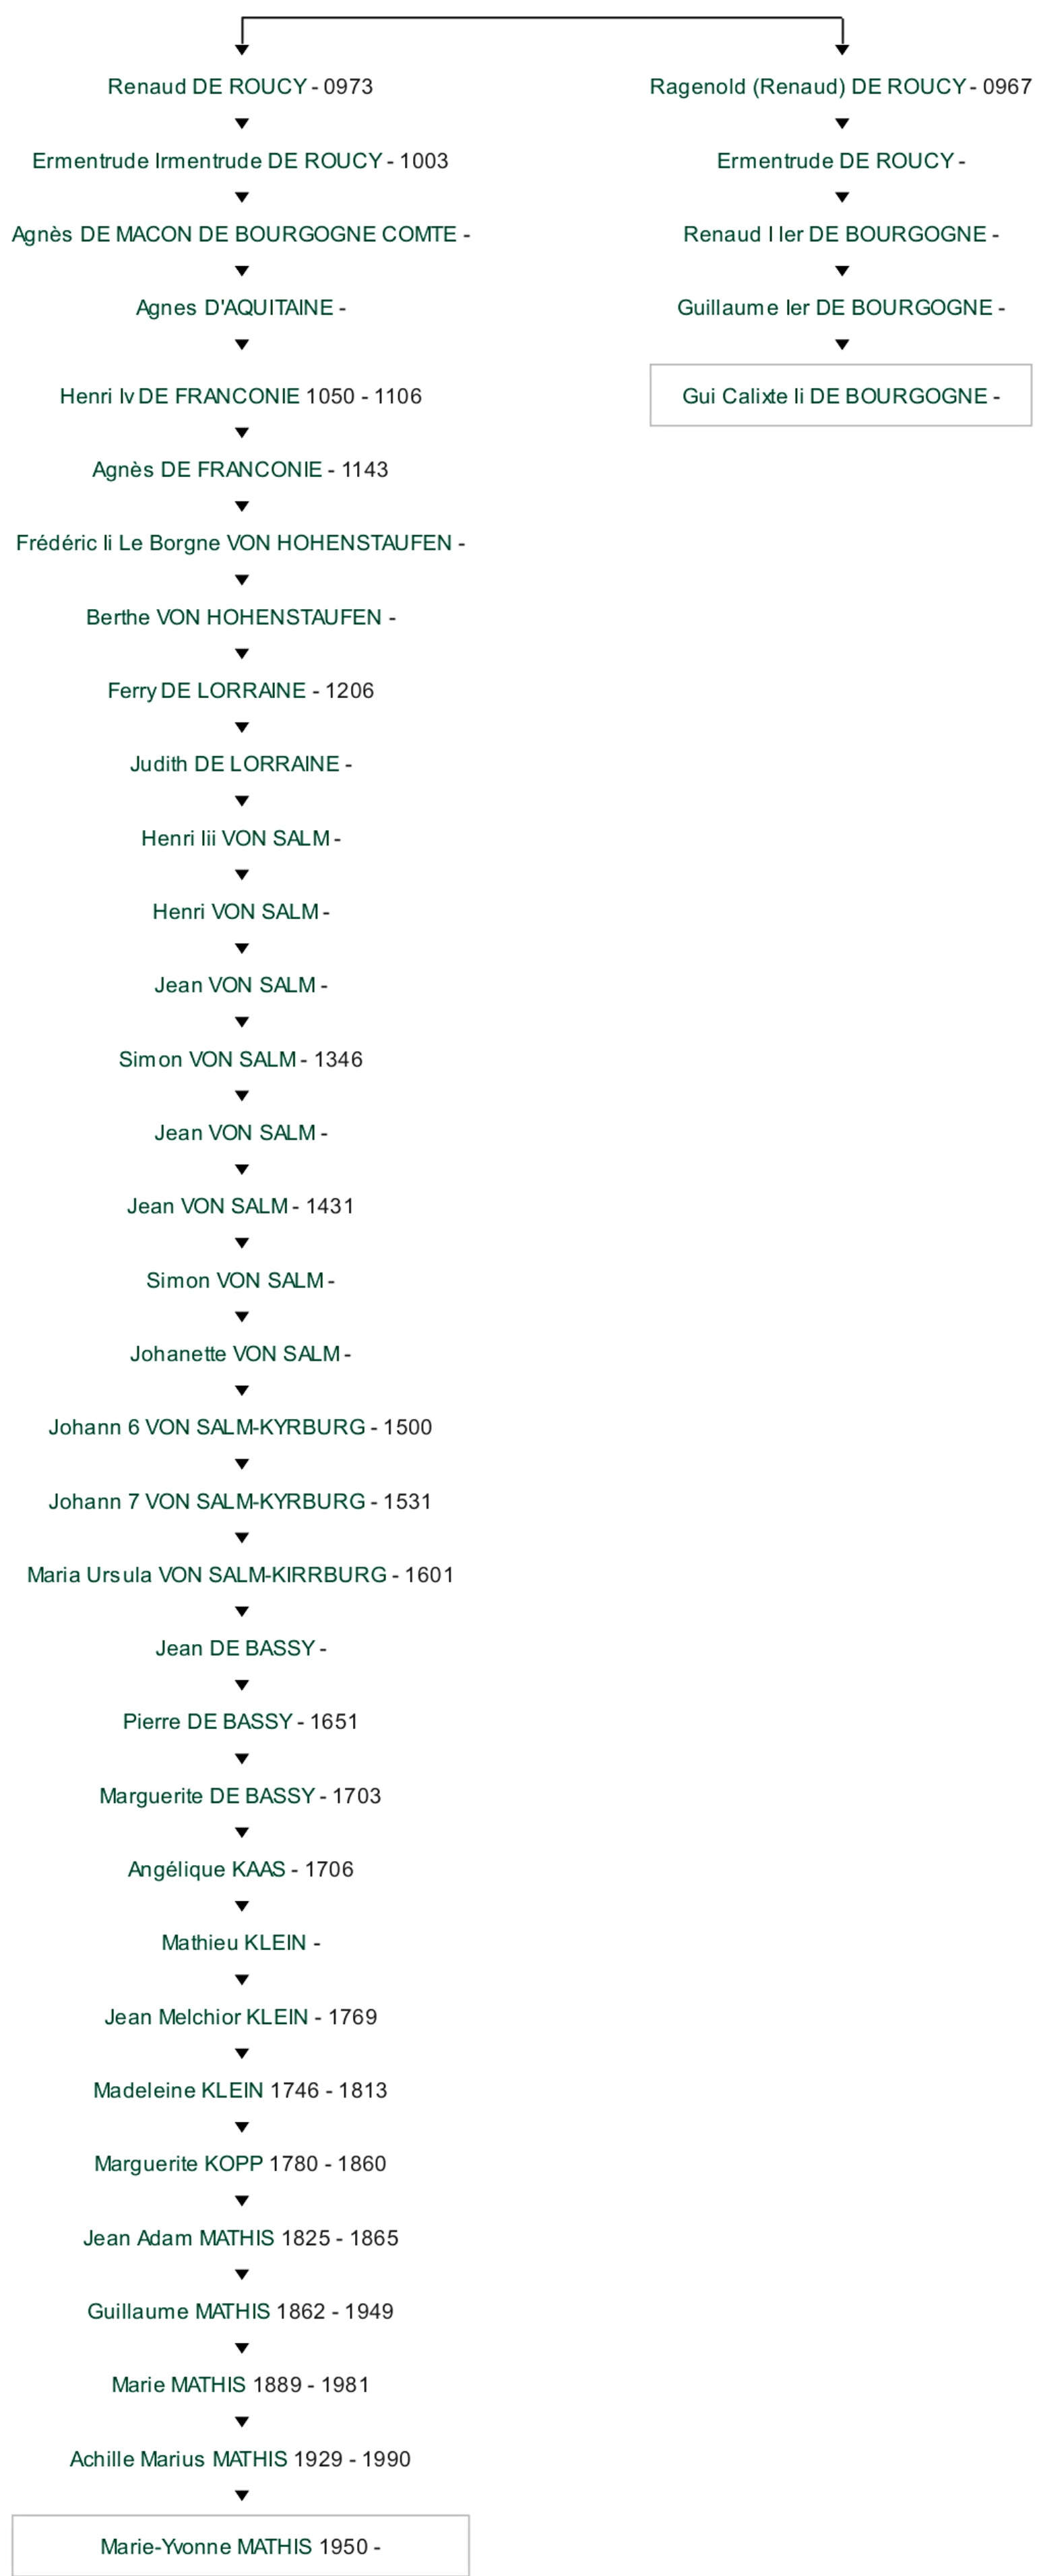 Renaud DE ROUCY - 0973
Ragenold (Renaud) DE ROUCY - 0967
Ermentrude Irmentrude DE ROUCY - 1003
Ermentrude DE ROUCY -
Agnès DE MACON DE BOURGOGNE COMTE -
Renaud I Ier DE BOURGOGNE -
Agnes D'AQUITAINE -
Guillaume Ier DE BOURGOGNE -
Henri Iv DE FRANCONIE 1050 - 1106
Gui Calixte Ii DE BOURGOGNE -
Agnès DE FRANCONIE - 1143
Frédéric Ii Le Borgne VON HOHENSTAUFEN -
Berthe VON HOHENSTAUFEN -
Ferry DE LORRAINE - 1206
Judith DE LORRAINE -
Henri Iii VON SALM -
Henri VON SALM -
Jean VON SALM -
Simon VON SALM - 1346
Jean VON SALM -
Jean VON SALM - 1431
Simon VON SALM -
Johanette VON SALM -
Johann 6 VON SALM-KYRBURG - 1500
Johann 7 VON SALM-KYRBURG - 1531
Maria Ursula VON SALM-KIRRBURG - 1601
Jean DE BASSY -
Pierre DE BASSY - 1651
Marguerite DE BASSY - 1703
Angélique KAAS - 1706
Mathieu KLEIN -
Jean Melchior KLEIN - 1769
Madeleine KLEIN 1746 - 1813
Marguerite KOPP 1780 - 1860
Jean Adam MATHIS 1825 - 1865
Guillaume MATHIS 1862 - 1949
Marie MATHIS 1889 - 1981
Achille Marius MATHIS 1929 - 1990
Marie-Yvonne MATHIS 1950 -